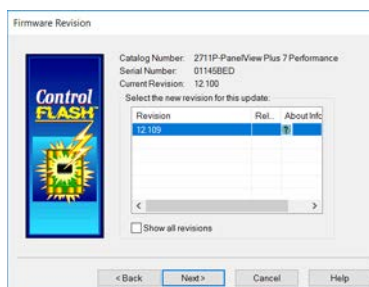 Firmware Revision
Catalog Number: 2711P-PanelView Plus 7 Performance
Serial Number: 01145BED
Current Revision: 12.100
Select the new revision for this update:
Control
FLASH
Revision Rel.. About Infc
12.109 ?
Show all revisions
< Back Next > Cancel Help